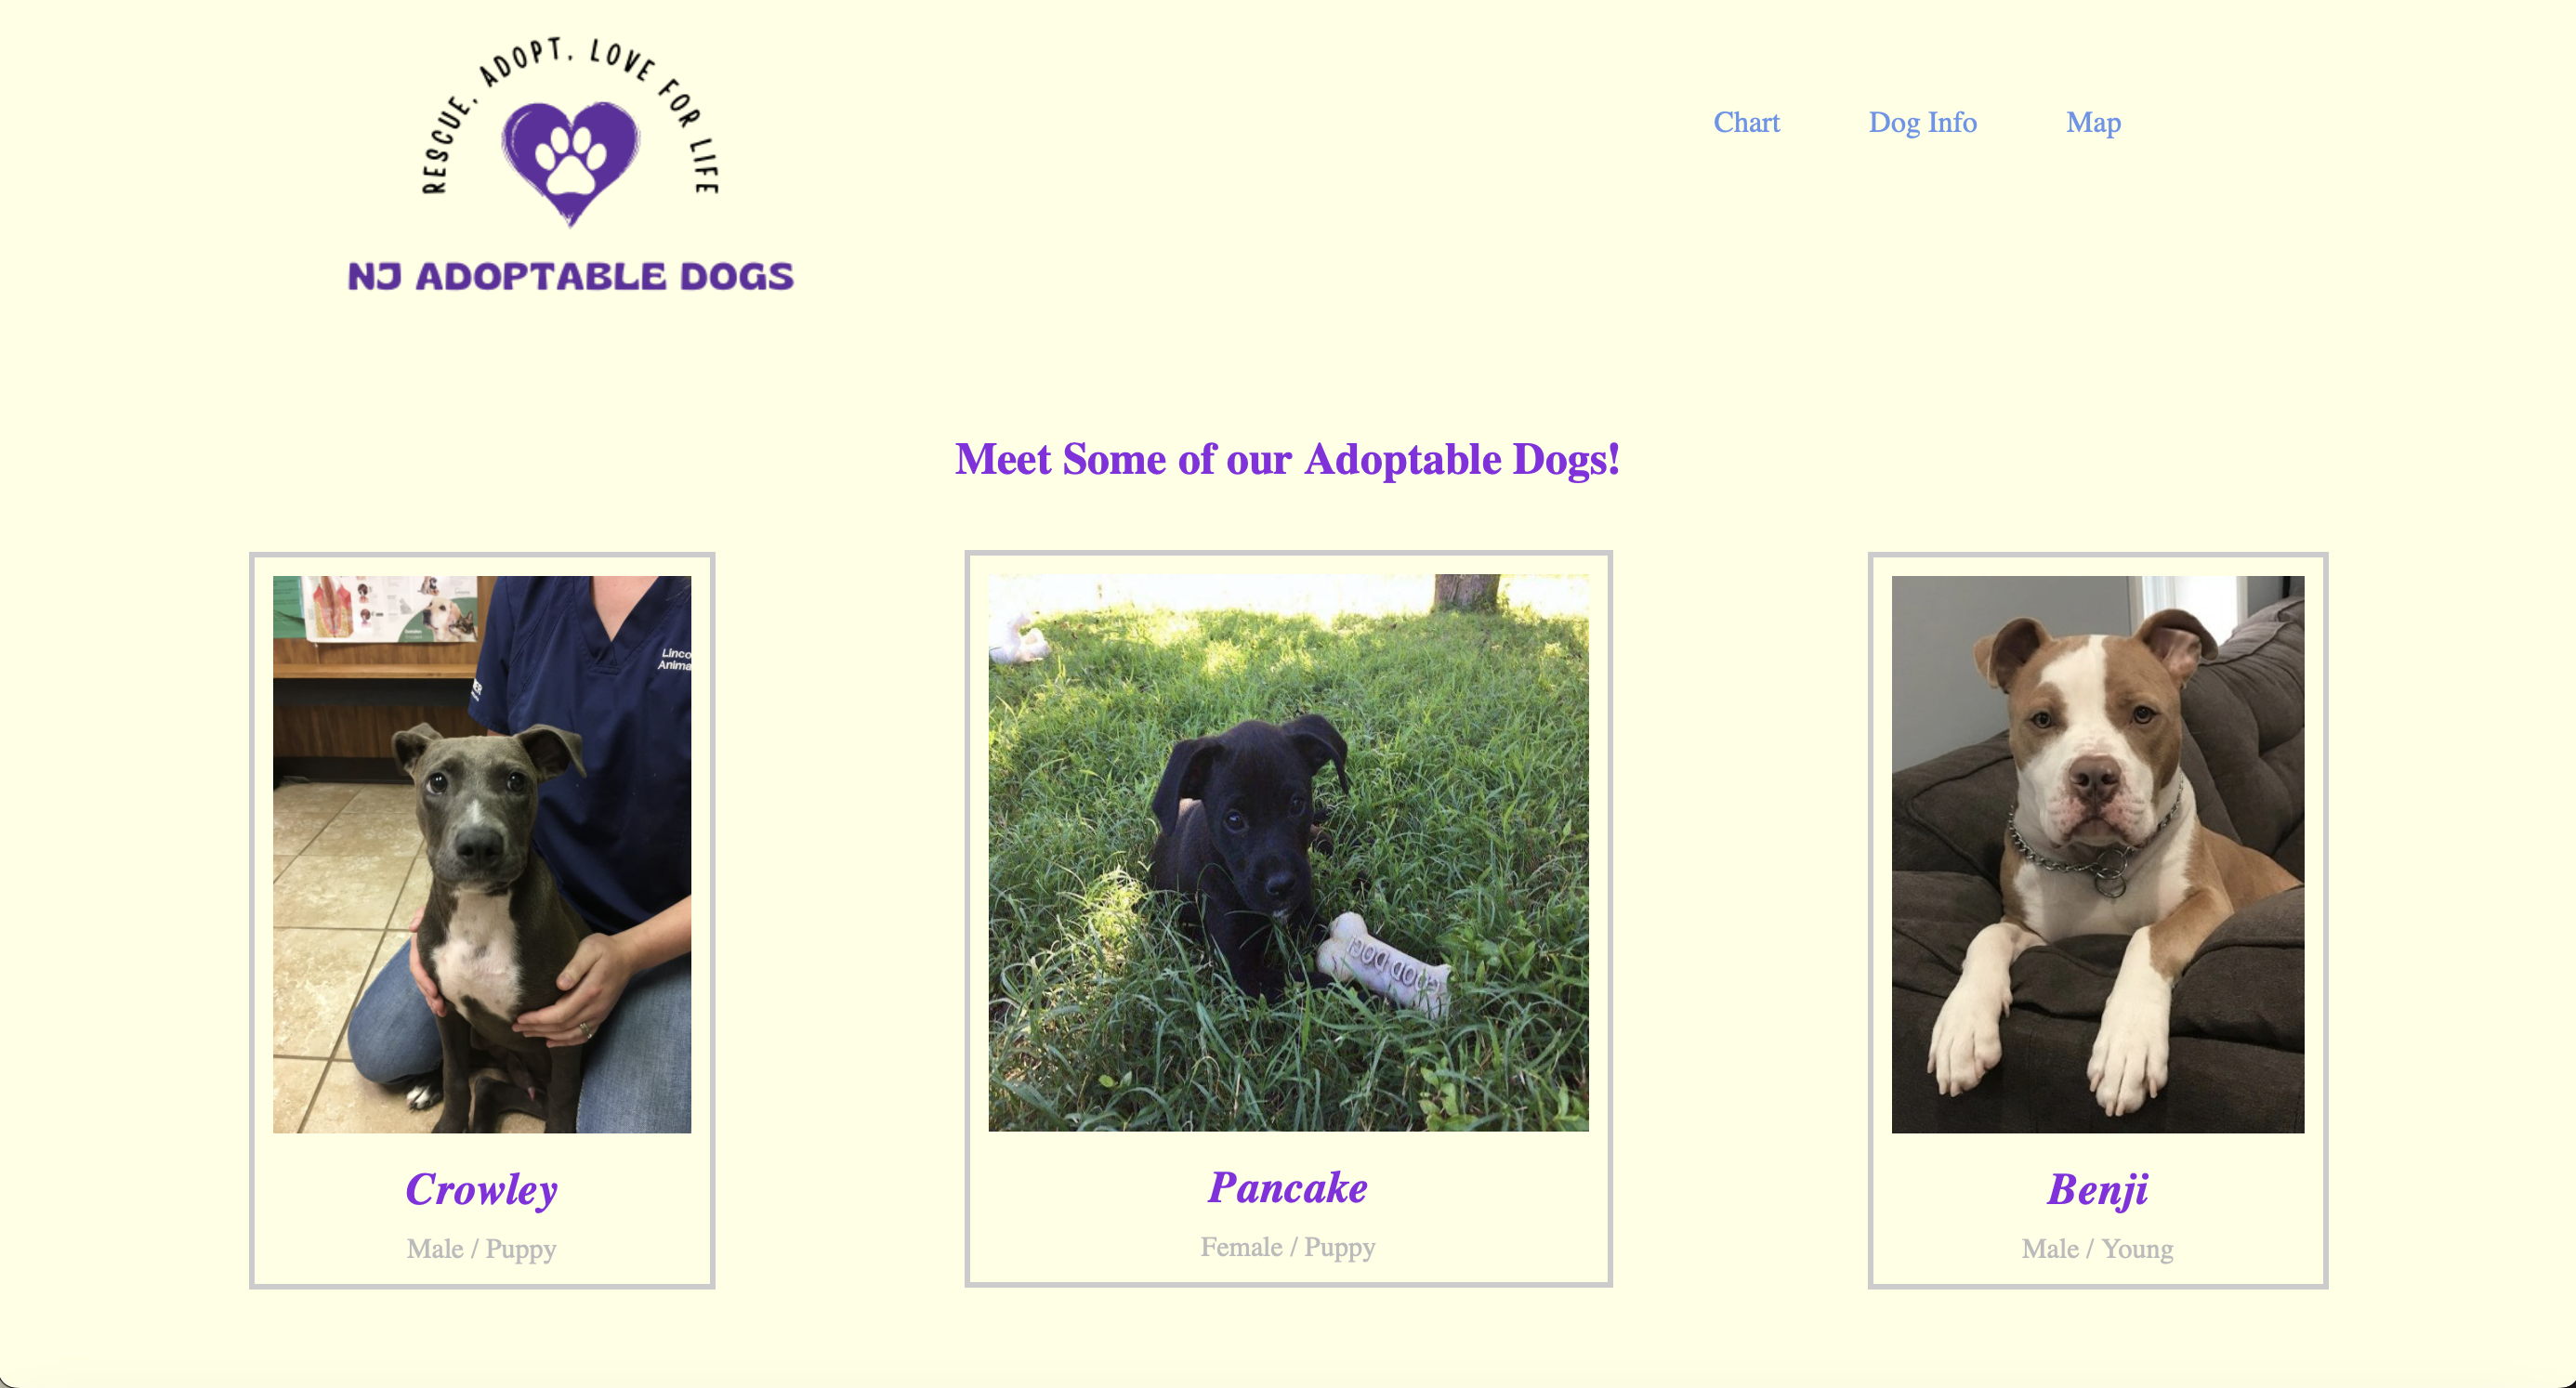 RESCUE. ADOPT. LOVE FOR LIFE
NJ ADOPTABLE DOGS
Chart
Dog Info
Map
Meet Some of our Adoptable Dogs!
Linco
Anima
GOOD DOG!
Crowley
Male / Puppy
Pancake
Female / Puppy
Benji
Male / Young